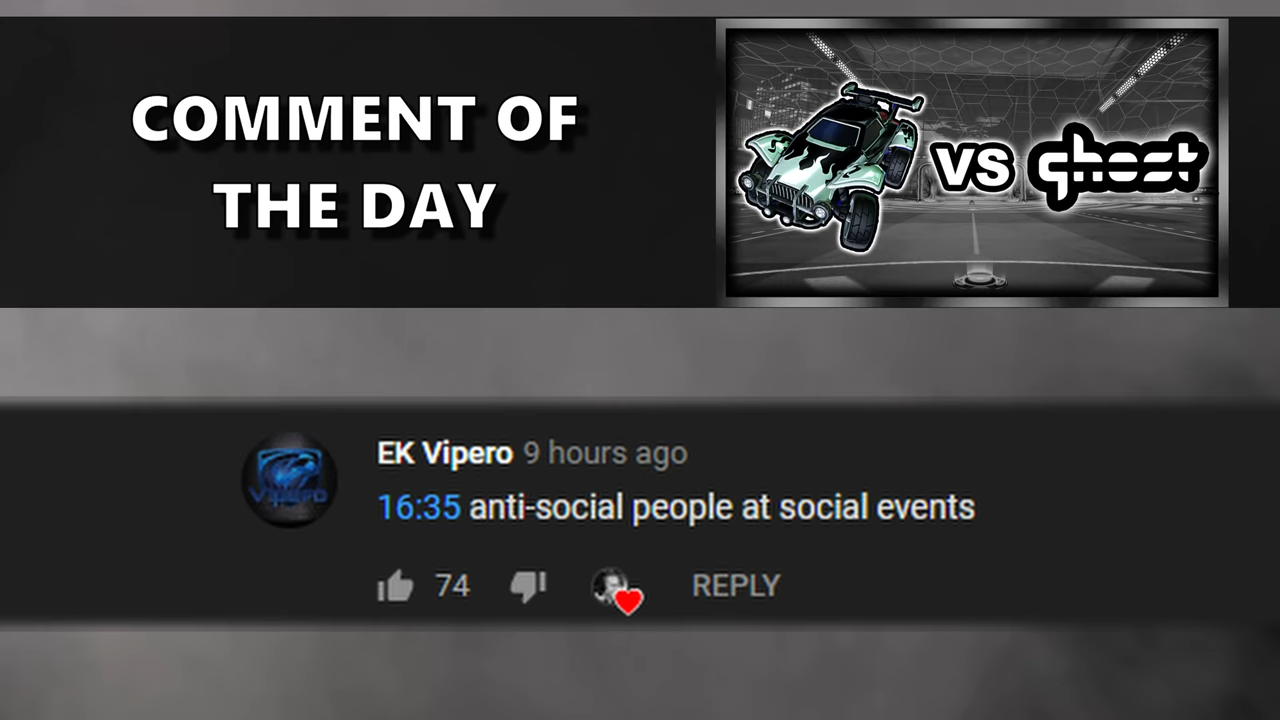 COMMENT OF
THE DAY
VS ghost
EK Vipero 9 hours ago
16:35 anti-social people at social events
VIPERO
74 REPLY